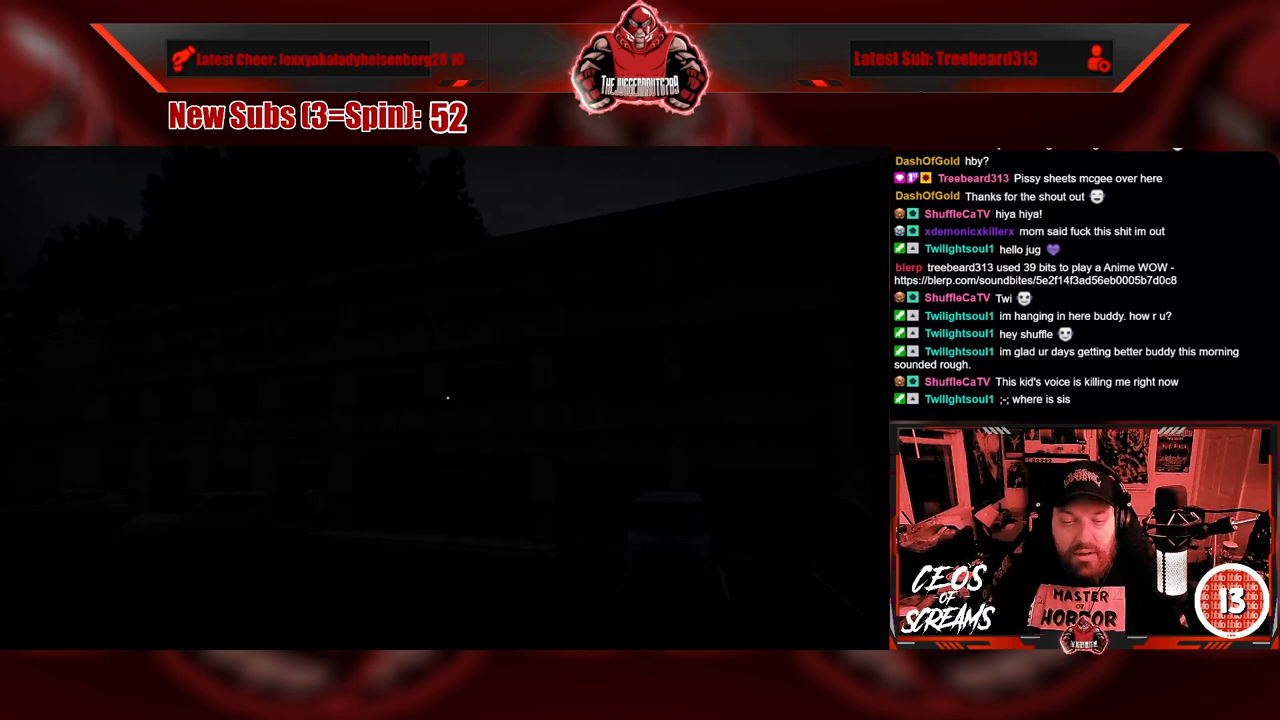 Latest Cheer: lexxyakaladyheisenberg28 10
THEJUGGERNAUT6789
Latest Sub: Treebeard313
New Subs (3=Spin): 52
DashOfGold hby?
Treebeard313 Pissy sheets mcgee over here
DashOfGold Thanks for the shout out
ShuffleCaTV hiya hiya!
xdemonicxkillerx mom said fuck this shit im out
Twilightsoul1 hello jug
blerp treebeard313 used 39 bits to play a Anime WOW -
https://blerp.com/soundbites/5e2f14f3ad56eb0005b7d0c8
ShuffleCaTV Twi
Twilightsoul1 im hanging in here buddy. how r u?
Twilightsoul1 hey shuffle
Twilightsoul1 im glad ur days getting better buddy this morning
sounded rough.
ShuffleCaTV This kid's voice is killing me right now
Twilightsoul1 ;-; where is sis
CEO'S
OF
SCREAMS
MASTER
OF
HORROR
13